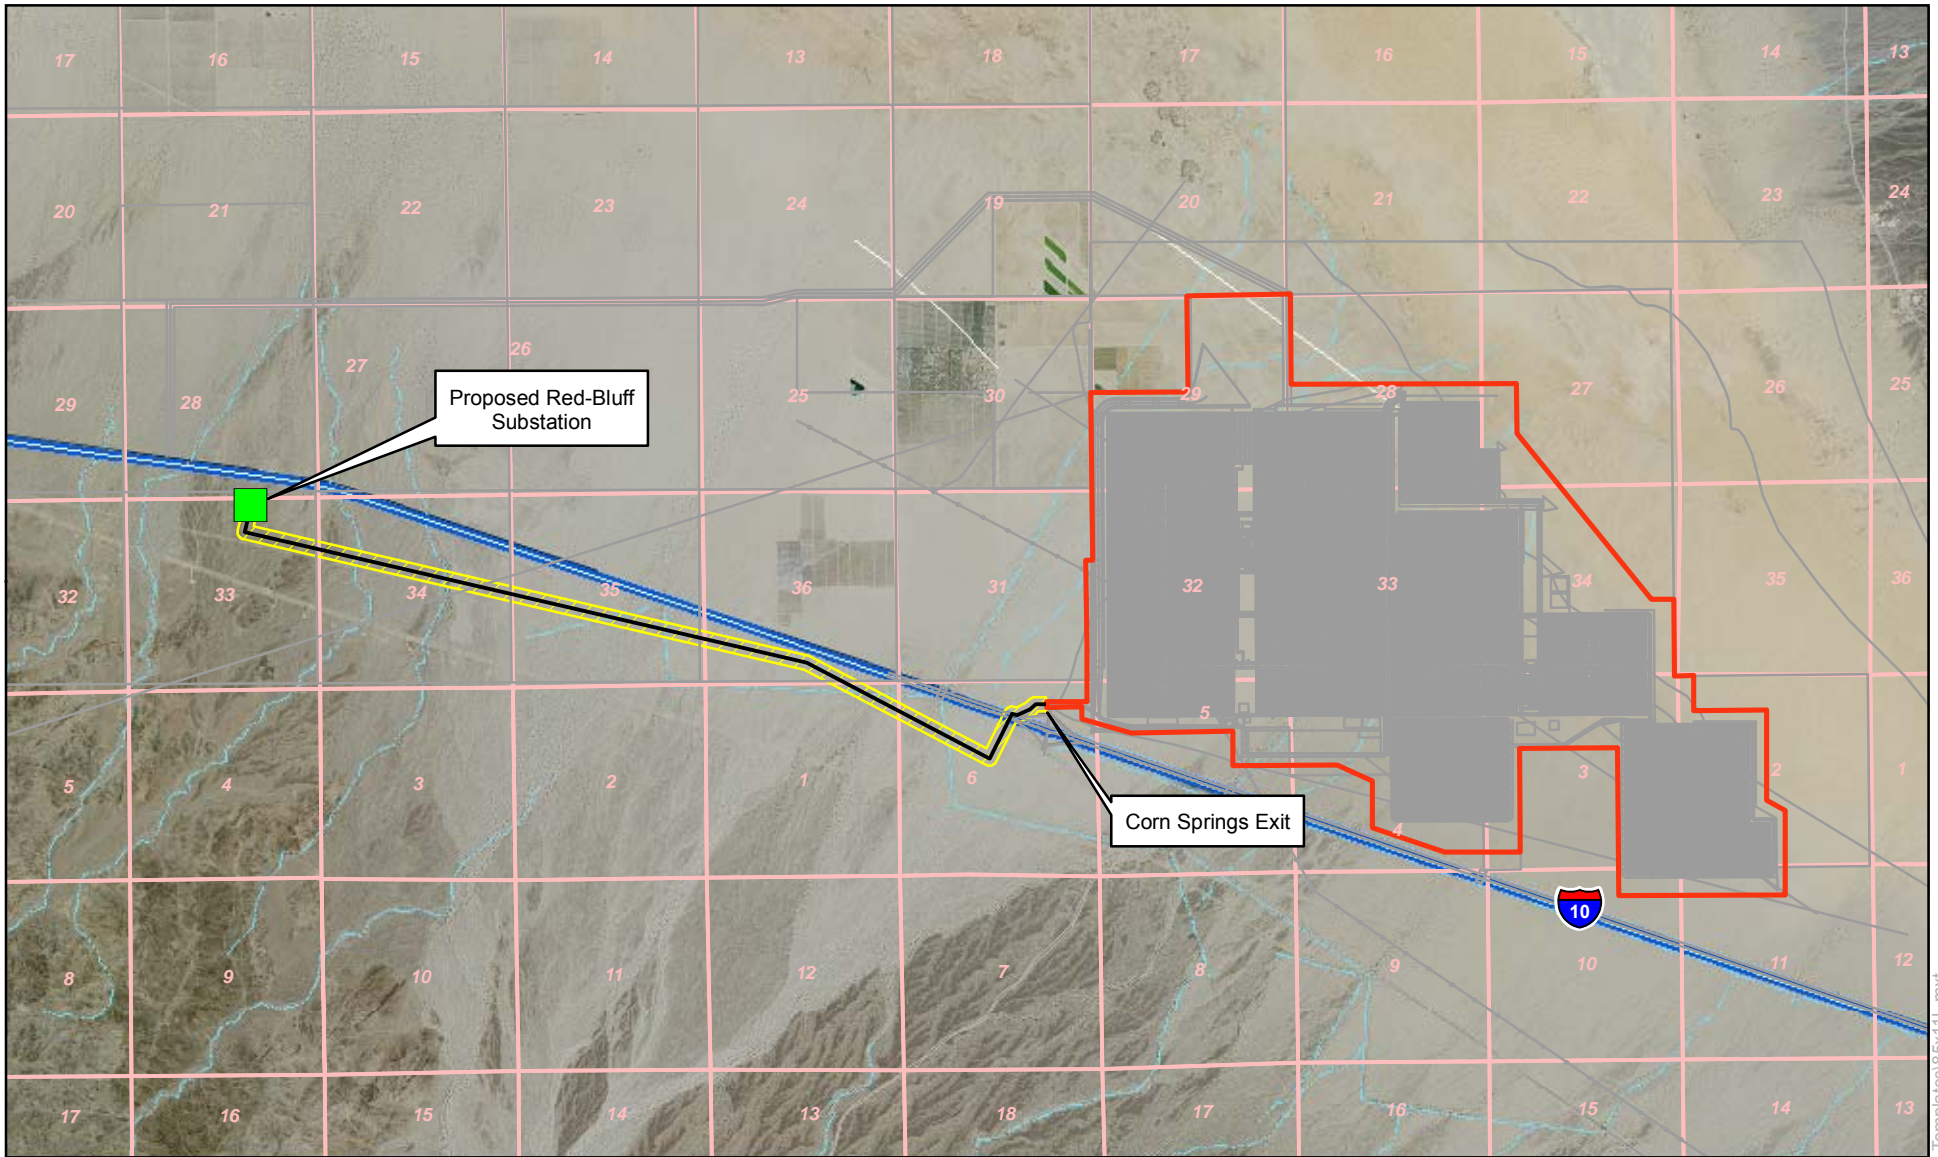 17 16 15 14 13 18 17 16 15 14 13
20 21 22 23 24 19 20 21 22 23 24
29 28 27 26 25 30 29 28 27 26 25
Proposed Red-Bluff
Substation
32 33 34 35 36 31 32 33 34 35 36
5 4 3 2 1 6 5 4 3 2 1
Corn Springs Exit
10
8 9 10 11 12 7 8 9 10 11 12
17 16 15 14 13 18 17 16 15 14 13